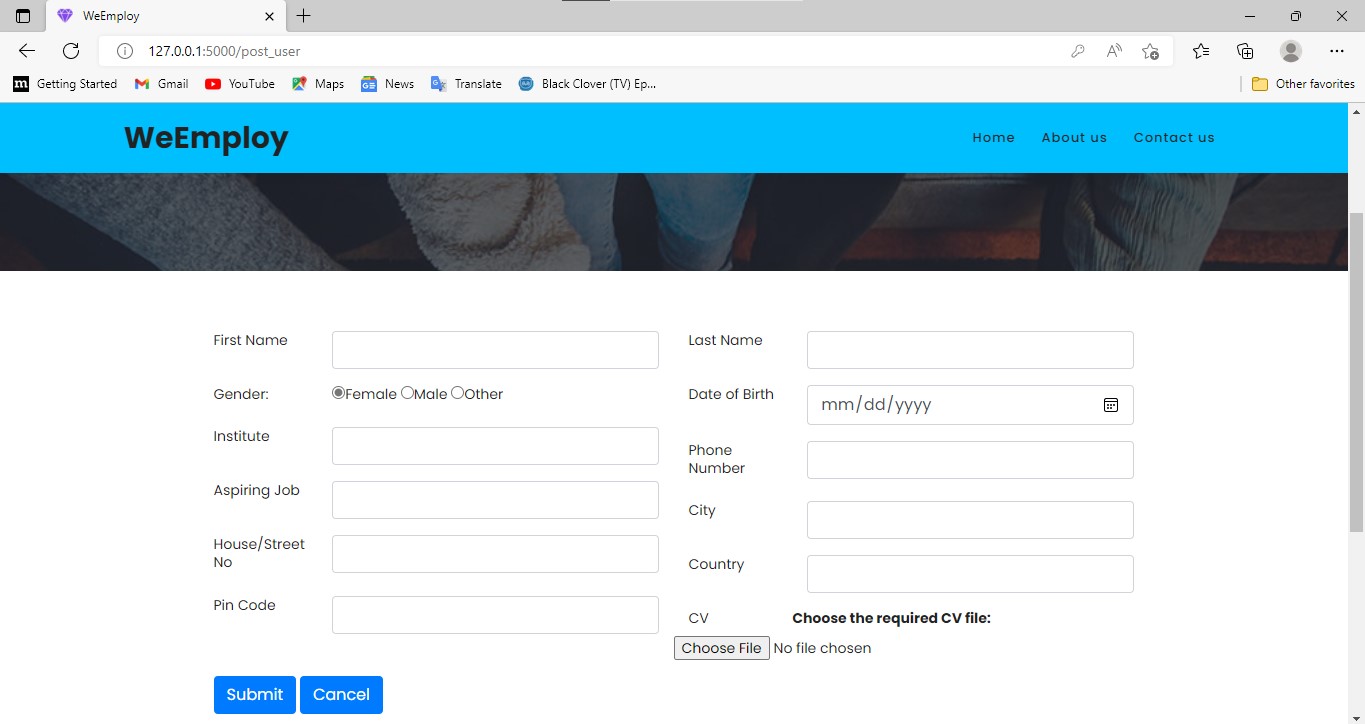 WeEmploy
127.0.0.1:5000/post_user
m Getting Started Gmail YouTube Maps News Translate Black Clover (TV) Ep... Other favorites
WeEmploy Home About us Contact us
First Name Last Name
Gender: Female Male Other Date of Birth mm/dd/yyyy
Institute Phone
Number
Aspiring Job City
House/Street
No
Country
Pin Code CV Choose the required CV file:
Choose File No file chosen
Submit Cancel